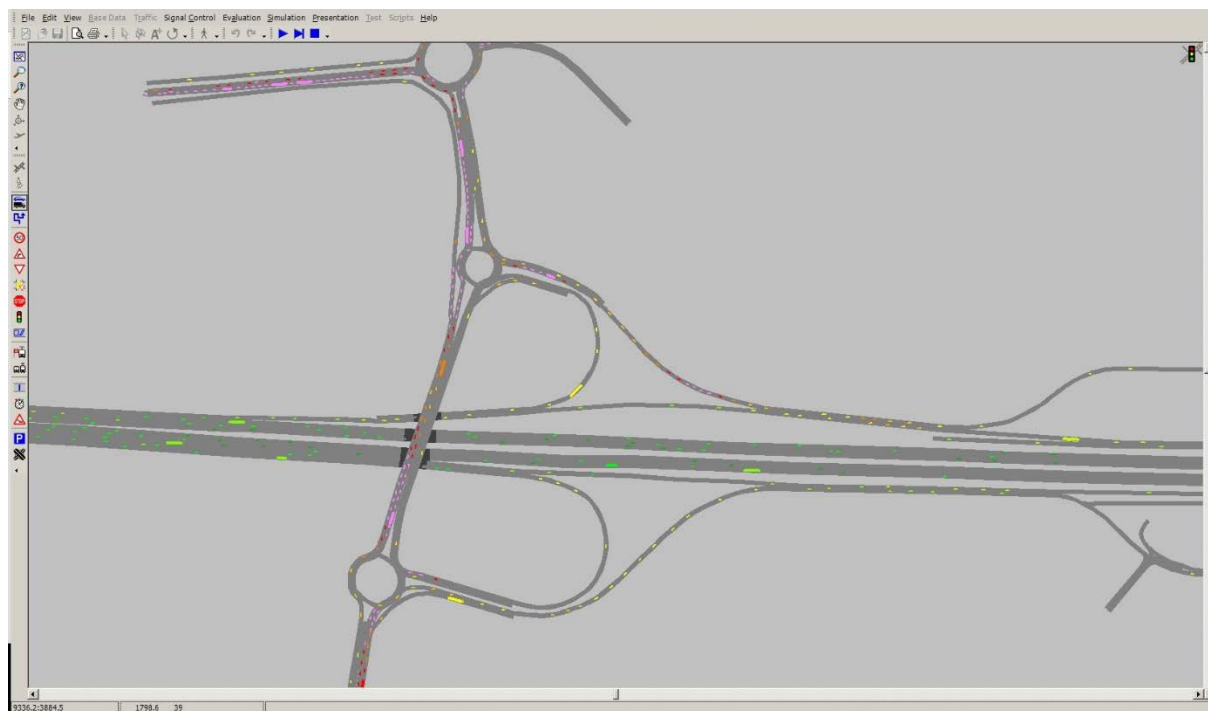 File Edit View Base Data Traffic Signal Control Evaluation Simulation Presentation Test Scripts Help
STOP
P
9336.2:3884.5 1798.6 39